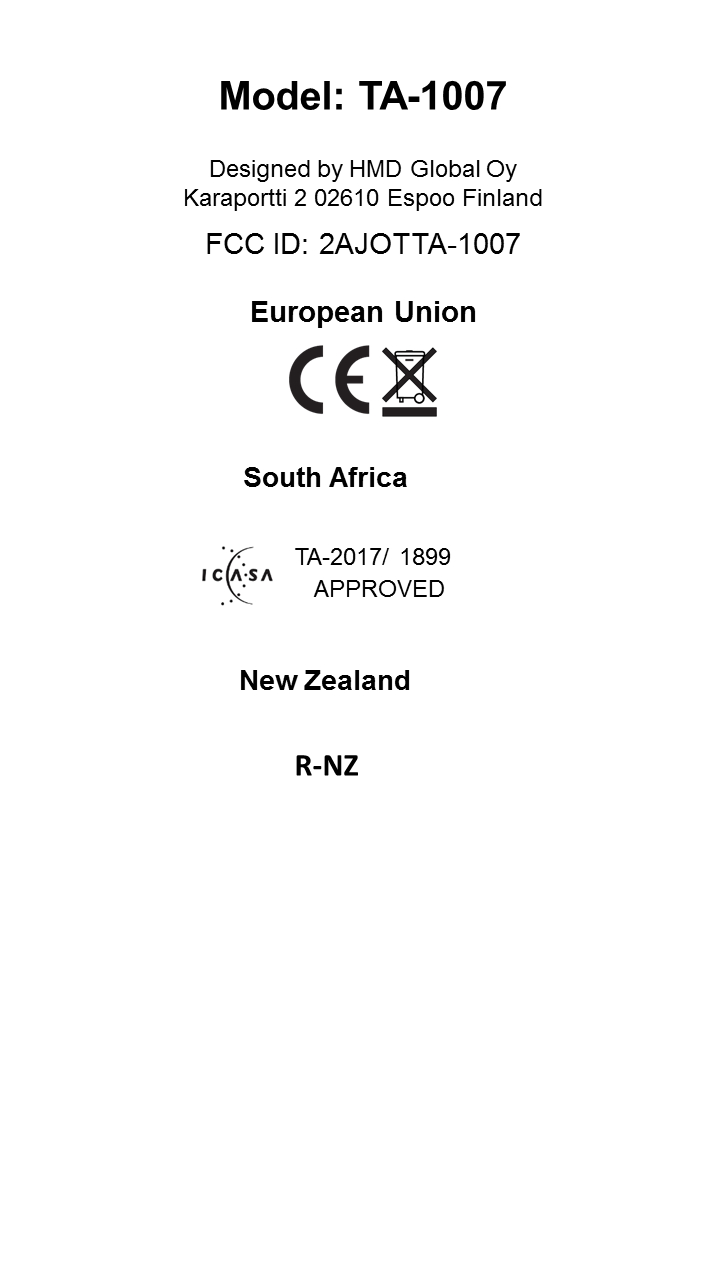 Model: TA-1007
Designed by HMD Global Oy
Karaportti 2 02610 Espoo Finland
FCC ID: 2AJOTTA-1007
European Union
CE
South Africa
ICASA TA-2017/ 1899
APPROVED
New Zealand
R-NZ